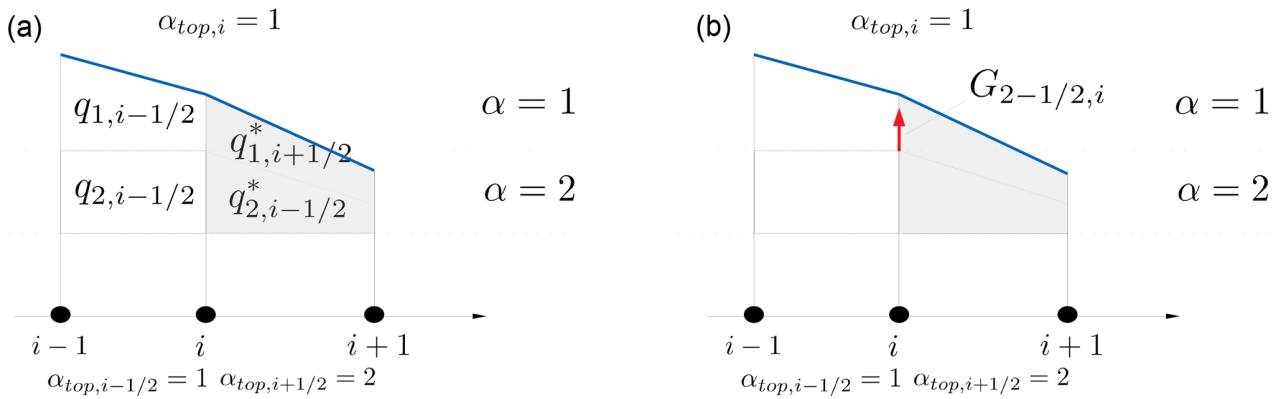 (a)
α_{top,i} = 1
q_{1,i−1/2}
q^*_{1,i+1/2}
α = 1
q_{2,i−1/2}
q^*_{2,i−1/2}
α = 2
i − 1
i
i + 1
α_{top,i−1/2} = 1
α_{top,i+1/2} = 2
(b)
α_{top,i} = 1
G_{2−1/2,i}
α = 1
α = 2
i − 1
i
i + 1
α_{top,i−1/2} = 1
α_{top,i+1/2} = 2